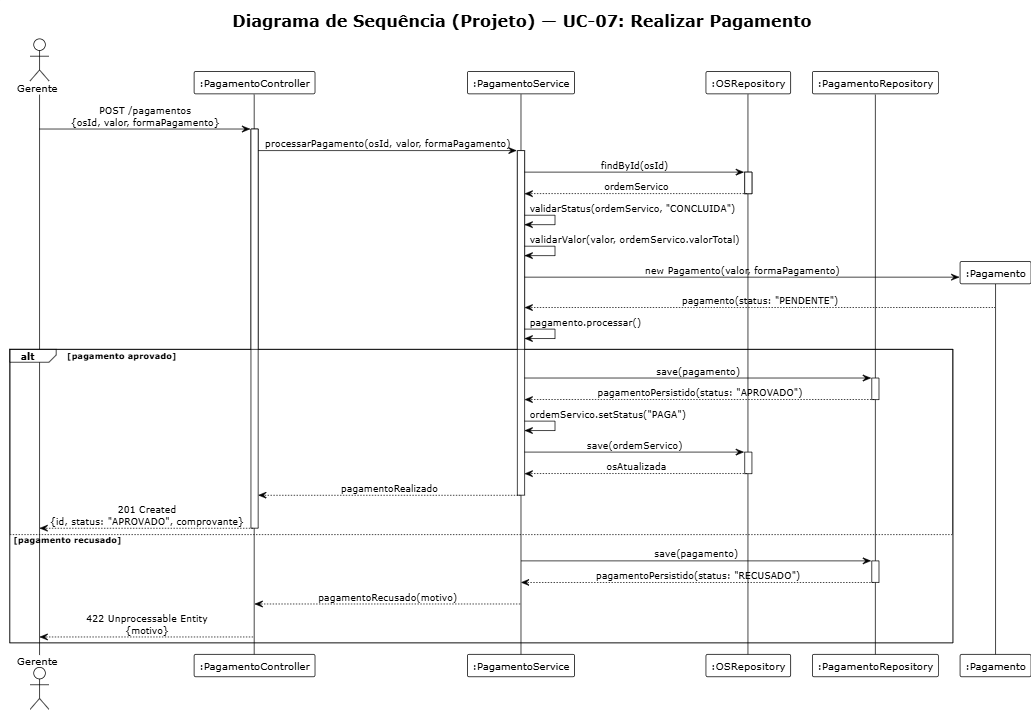 Diagrama de Sequência (Projeto) — UC-07: Realizar Pagamento
Gerente
:PagamentoController
:PagamentoService
:OSRepository
:PagamentoRepository
POST /pagamentos
{osId, valor, formaPagamento}
processarPagamento(osId, valor, formaPagamento)
findById(osId)
ordemServico
validarStatus(ordemServico, "CONCLUIDA")
validarValor(valor, ordemServico.valorTotal)
new Pagamento(valor, formaPagamento)
:Pagamento
pagamento(status: "PENDENTE")
pagamento.processar()
alt
[pagamento aprovado]
save(pagamento)
pagamentoPersistido(status: "APROVADO")
ordemServico.setStatus("PAGA")
save(ordemServico)
osAtualizada
pagamentoRealizado
201 Created
{id, status: "APROVADO", comprovante}
[pagamento recusado]
save(pagamento)
pagamentoPersistido(status: "RECUSADO")
pagamentoRecusado(motivo)
422 Unprocessable Entity
{motivo}
Gerente
:PagamentoController
:PagamentoService
:OSRepository
:PagamentoRepository
:Pagamento